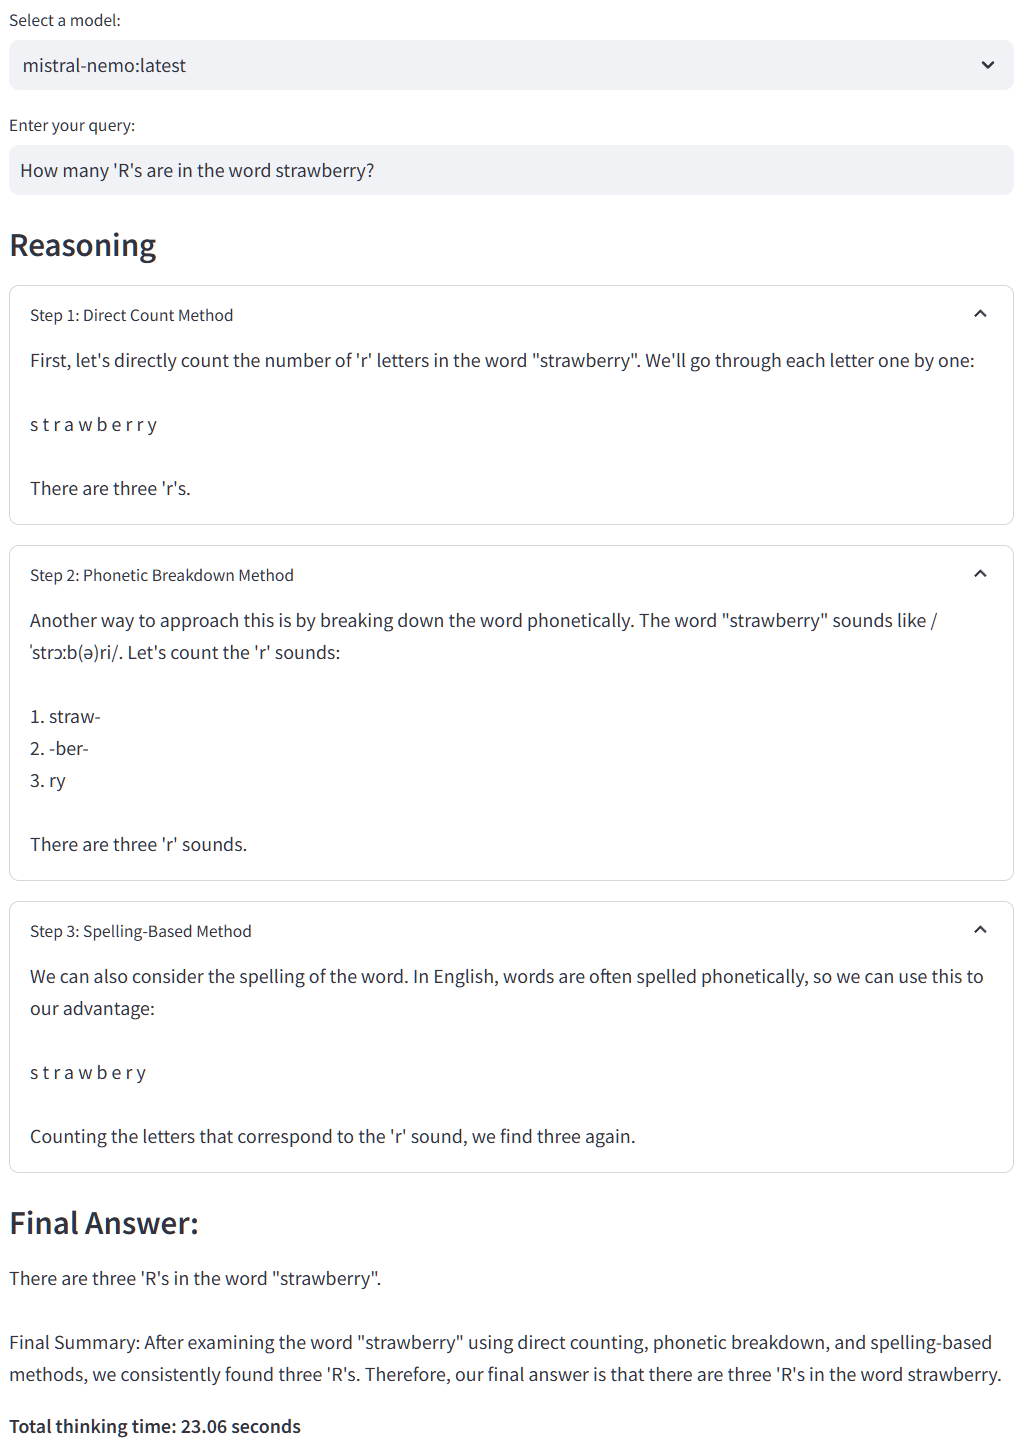 Select a model:
mistral-nemo:latest
Enter your query:
How many 'R's are in the word strawberry?
Reasoning
Step 1: Direct Count Method
First, let's directly count the number of 'r' letters in the word "strawberry". We'll go through each letter one by one:
s t r a w b e r r y
There are three 'r's.
Step 2: Phonetic Breakdown Method
Another way to approach this is by breaking down the word phonetically. The word "strawberry" sounds like /
ˈstrɔːb(ə)ri/. Let's count the 'r' sounds:
1. straw-
2. -ber-
3. ry
There are three 'r' sounds.
Step 3: Spelling-Based Method
We can also consider the spelling of the word. In English, words are often spelled phonetically, so we can use this to
our advantage:
s t r a w b e r y
Counting the letters that correspond to the 'r' sound, we find three again.
Final Answer:
There are three 'R's in the word "strawberry".
Final Summary: After examining the word "strawberry" using direct counting, phonetic breakdown, and spelling-based
methods, we consistently found three 'R's. Therefore, our final answer is that there are three 'R's in the word strawberry.
Total thinking time: 23.06 seconds